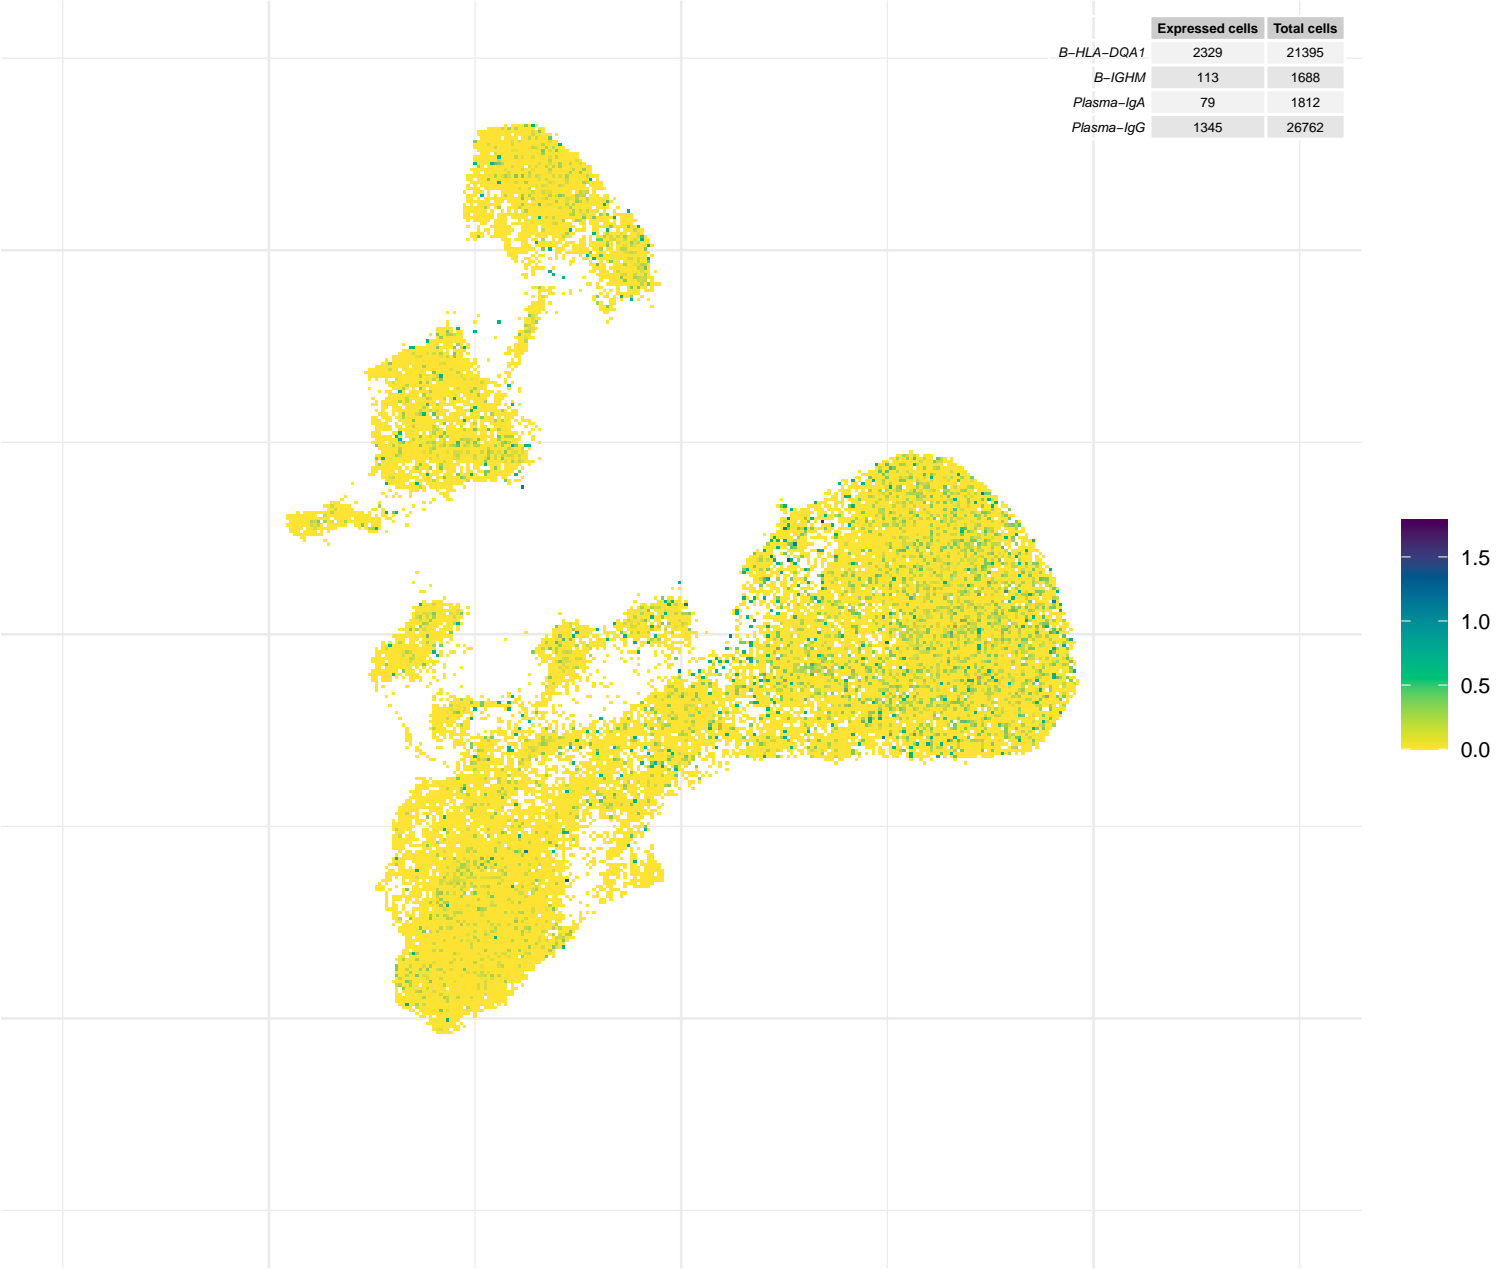 Expressed cells Total cells
B−HLA−DQA1 2329 21395
B−IGHM 113 1688
Plasma−IgA 79 1812
Plasma−IgG 1345 26762
1.5
1.0
0.5
0.0